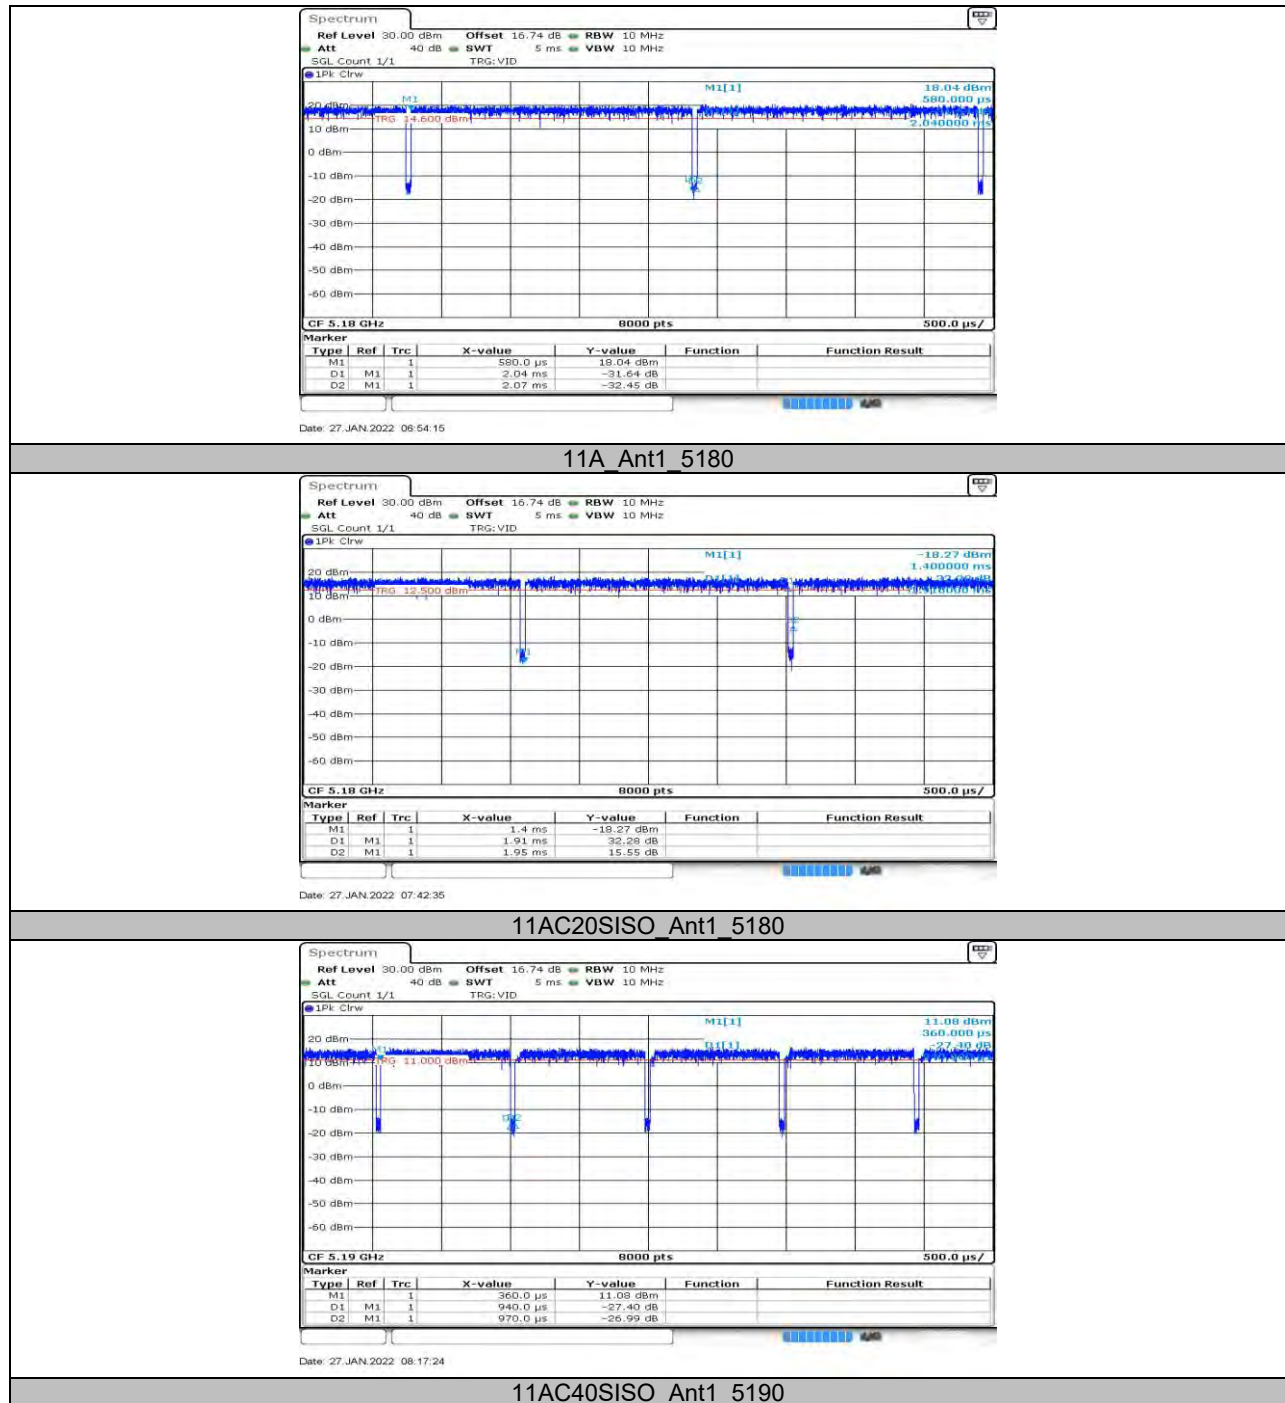 Spectrum
Ref Level 30.00 dBm Offset 16.74 dB RBW 10 MHz
Att 40 dB SWT 5 ms VBW 10 MHz
SGL Count 1/1 TRG:VID
1Pk Clrw
M1[1] 18.04 dBm
580.000 µs
M1
20 dBm
TRG 14.600 dBm
2.040000 ms
10 dBm
0 dBm
-10 dBm
-20 dBm
-30 dBm
-40 dBm
-50 dBm
-60 dBm
CF 5.18 GHz 8000 pts 500.0 µs/
Marker
Type Ref Trc X-value Y-value Function Function Result
M1 1 580.0 µs 18.04 dBm
D1 M1 1 2.04 ms -31.64 dB
D2 M1 1 2.07 ms -32.45 dB
Date: 27.JAN.2022 06:54:15
11A_Ant1_5180
Spectrum
Ref Level 30.00 dBm Offset 16.74 dB RBW 10 MHz
Att 40 dB SWT 5 ms VBW 10 MHz
SGL Count 1/1 TRG:VID
1Pk Clrw
M1[1] -18.27 dBm
1.400000 ms
20 dBm
D1[1]
10 dBm
TRG 12.500 dBm
0 dBm
-10 dBm
-20 dBm
-30 dBm
-40 dBm
-50 dBm
-60 dBm
CF 5.18 GHz 8000 pts 500.0 µs/
Marker
Type Ref Trc X-value Y-value Function Function Result
M1 1 1.4 ms -18.27 dBm
D1 M1 1 1.91 ms 32.28 dB
D2 M1 1 1.95 ms 15.55 dB
Date: 27.JAN.2022 07:42:35
11AC20SISO_Ant1_5180
Spectrum
Ref Level 30.00 dBm Offset 16.74 dB RBW 10 MHz
Att 40 dB SWT 5 ms VBW 10 MHz
SGL Count 1/1 TRG:VID
1Pk Clrw
M1[1] 11.08 dBm
360.000 µs
20 dBm
D1[1] -27.40 dB
10 dBm
TRG 11.000 dBm
0 dBm
-10 dBm
-20 dBm
-30 dBm
-40 dBm
-50 dBm
-60 dBm
CF 5.19 GHz 8000 pts 500.0 µs/
Marker
Type Ref Trc X-value Y-value Function Function Result
M1 1 360.0 µs 11.08 dBm
D1 M1 1 940.0 µs -27.40 dB
D2 M1 1 970.0 µs -26.99 dB
Date: 27.JAN.2022 08:17:24
11AC40SISO_Ant1_5190